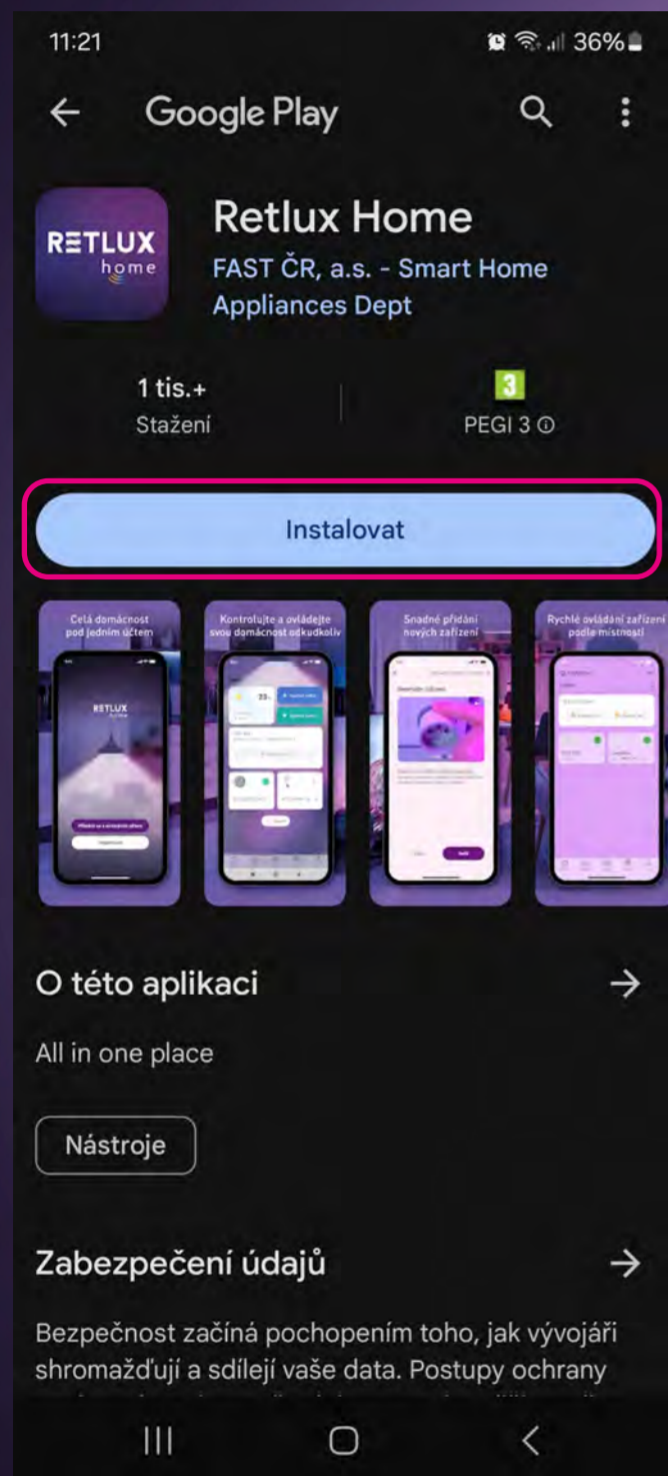 11:21
36%
Google Play
RETLUX
home
Retlux Home
FAST ČR, a.s. - Smart Home
Appliances Dept
1 tis.+
Stažení
3
PEGI 3
Instalovat
Celá domácnost
pod jedním účtem
Kontrolujte a ovládejte
svou domácnost odkudkoliv
Snadné přidání
nových zařízení
Rychlé ovládání zařízení
podle místností
RETLUX
O této aplikaci
All in one place
Nástroje
Zabezpečení údajů
Bezpečnost začíná pochopením toho, jak vývojáři
shromažďují a sdílejí vaše data. Postupy ochrany